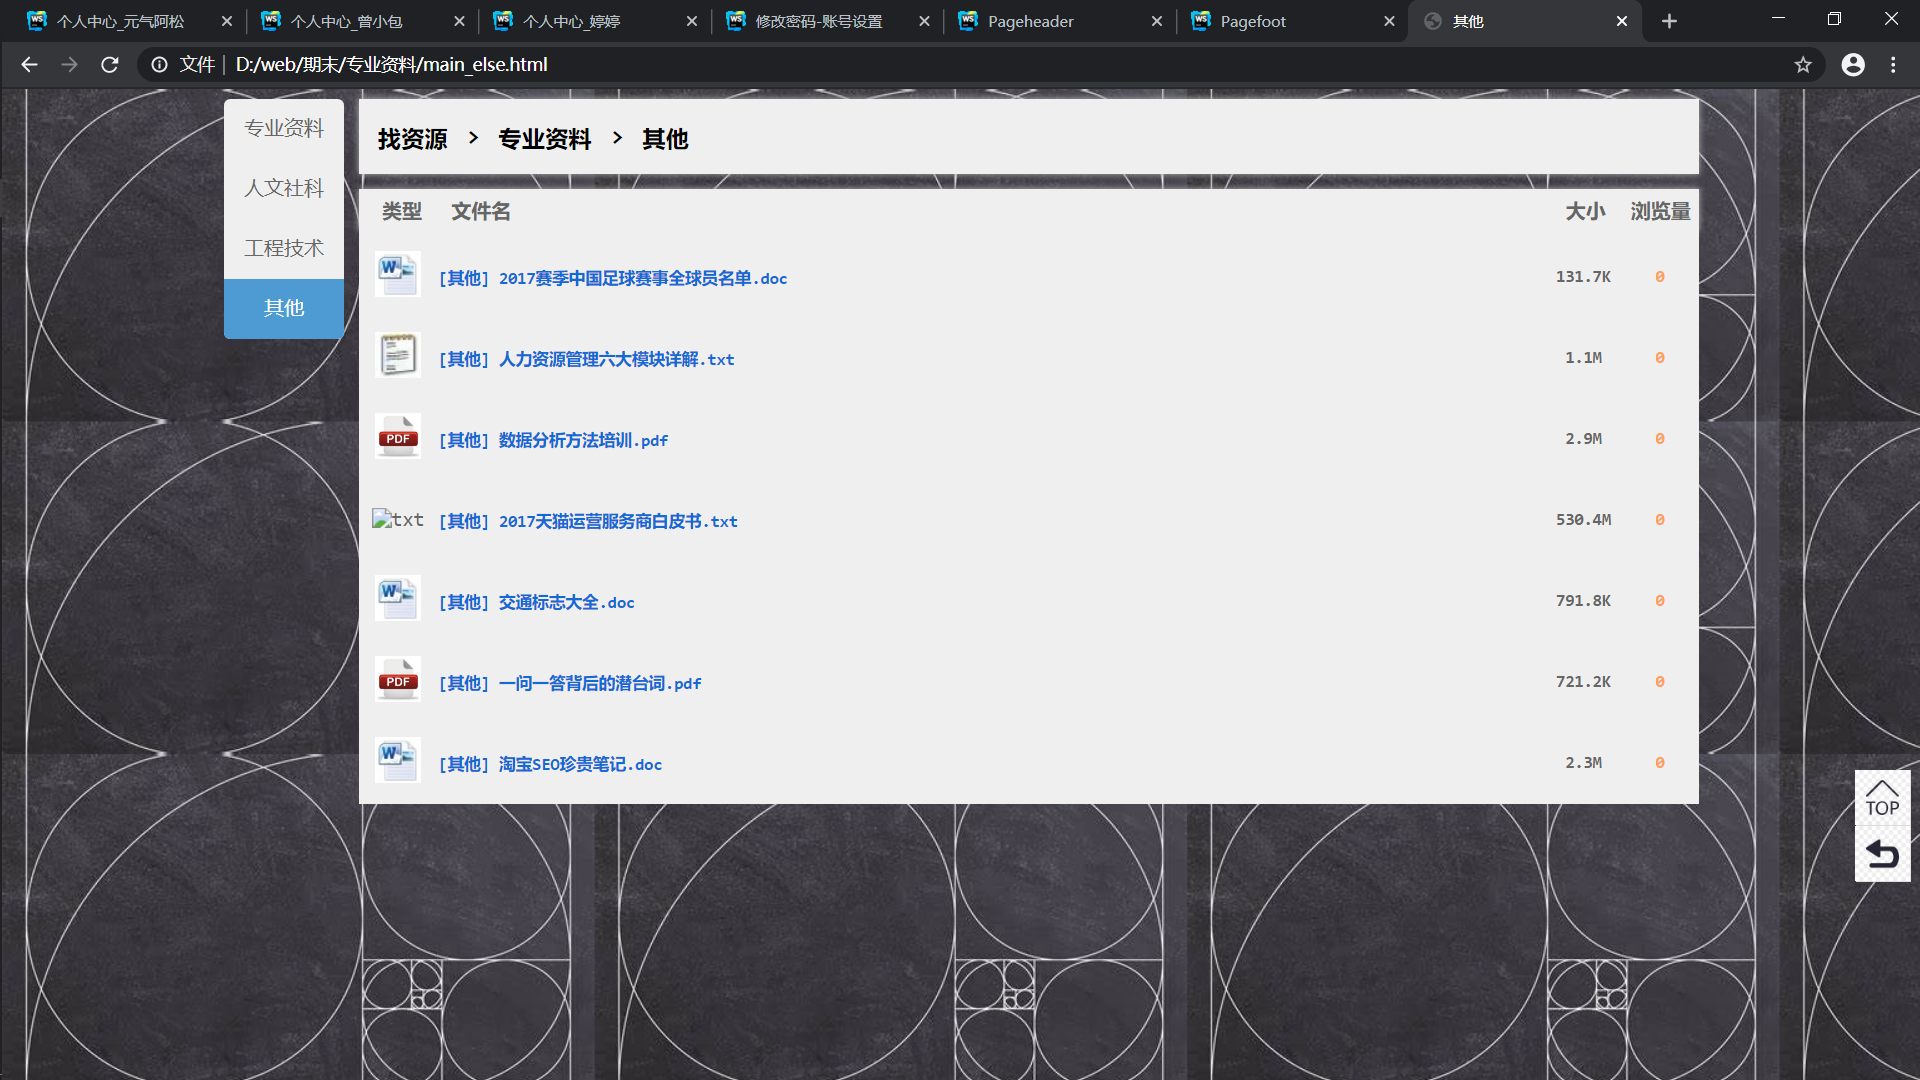 个人中心_元气阿松
个人中心_曾小包
个人中心_婷婷
修改密码-账号设置
Pageheader
Pagefoot
其他
文件 | D:/web/期末/专业资料/main_else.html
专业资料
人文社科
工程技术
其他
找资源 > 专业资料 > 其他
类型 文件名 大小 浏览量
[其他] 2017赛季中国足球赛事全球员名单.doc 131.7K 0
[其他] 人力资源管理六大模块详解.txt 1.1M 0
PDF [其他] 数据分析方法培训.pdf 2.9M 0
txt [其他] 2017天猫运营服务商白皮书.txt 530.4M 0
[其他] 交通标志大全.doc 791.8K 0
PDF [其他] 一问一答背后的潜台词.pdf 721.2K 0
[其他] 淘宝SEO珍贵笔记.doc 2.3M 0
TOP